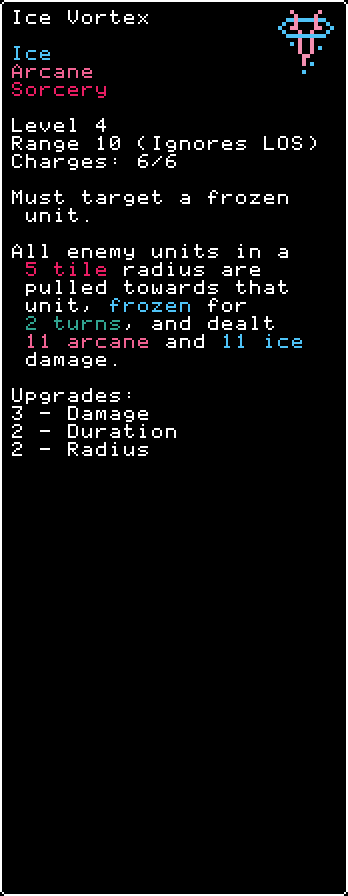 Ice Vortex
Ice
Arcane
Sorcery
Level 4
Range 10 (Ignores LOS)
Charges: 6/6
Must target a frozen
unit.
All enemy units in a
5 tile radius are
pulled towards that
unit, frozen for
2 turns, and dealt
11 arcane and 11 ice
damage.
Upgrades:
3 - Damage
2 - Duration
2 - Radius